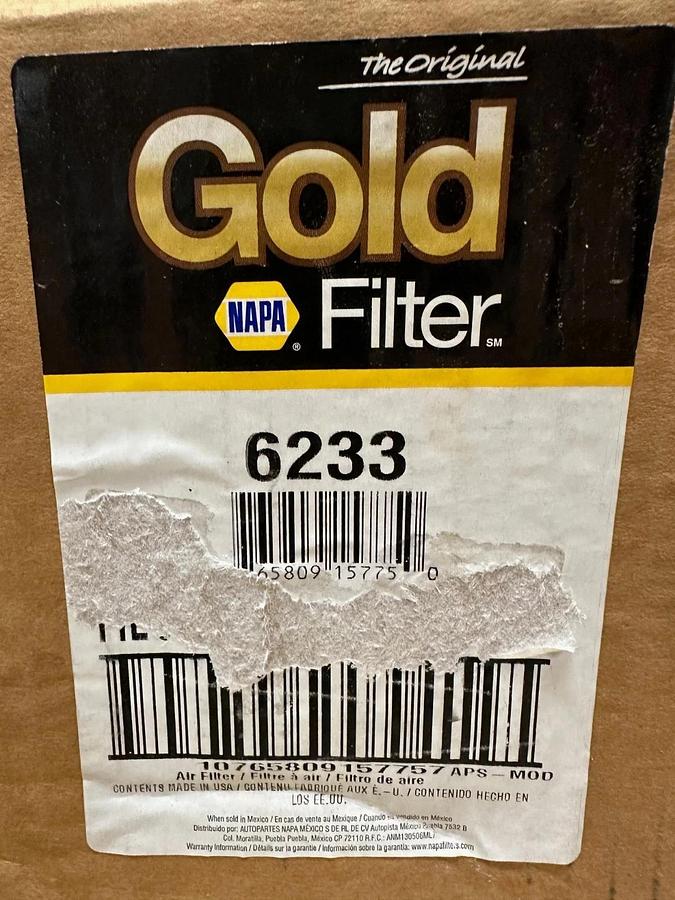 The Original
Gold
NAPA ® Filter SM
6233
65809 15775 0
10765809157757 APS - MOD
Air Filter / Filtre à air / Filtro de aire
CONTENTS MADE IN USA / CONTENU FABRIQUÉ AUX É.-U. / CONTENIDO HECHO EN
LOS EE.UU.
When sold in Mexico / En cas de vente au Mexique / Cuando es vendido en México
Distribuido por: AUTOPARTES NAPA MÉXICO S DE RL DE CV Autopista México Puebla 7532 B
Col. Moratilla, Puebla Puebla, México CP 72110 R.F.C.: ANM130506ML7
Warranty Information / Détails sur la garantie / Información sobre la garantía: www.napafilters.com